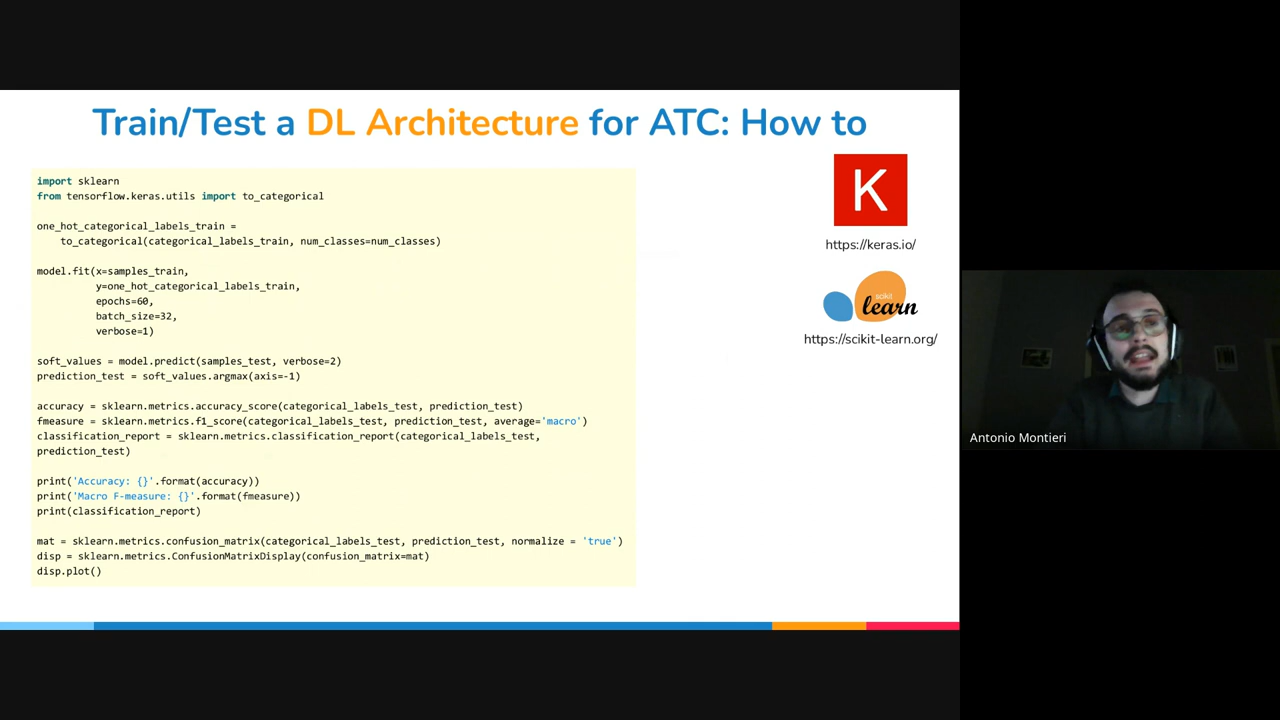 Train/Test a DL Architecture for ATC: How to
import sklearn
from tensorflow.keras.utils import to_categorical
one_hot_categorical_labels_train =
to_categorical(categorical_labels_train, num_classes=num_classes)
model.fit(x=samples_train,
y=one_hot_categorical_labels_train,
epochs=60,
batch_size=32,
verbose=1)
soft_values = model.predict(samples_test, verbose=2)
prediction_test = soft_values.argmax(axis=-1)
accuracy = sklearn.metrics.accuracy_score(categorical_labels_test, prediction_test)
fmeasure = sklearn.metrics.f1_score(categorical_labels_test, prediction_test, average='macro')
classification_report = sklearn.metrics.classification_report(categorical_labels_test,
prediction_test)
print('Accuracy: {}'.format(accuracy))
print('Macro F-measure: {}'.format(fmeasure))
print(classification_report)
mat = sklearn.metrics.confusion_matrix(categorical_labels_test, prediction_test, normalize = 'true')
disp = sklearn.metrics.ConfusionMatrixDisplay(confusion_matrix=mat)
disp.plot()
K
https://keras.io/
scikit
learn
https://scikit-learn.org/
Antonio Montieri